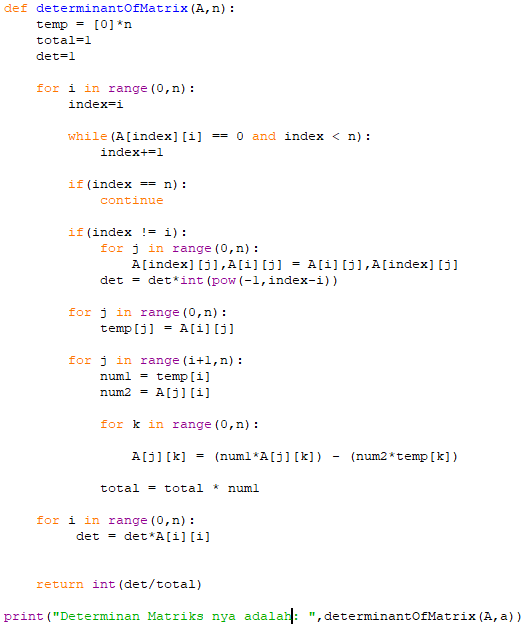 def determinantOfMatrix(A,n):
    temp = [0]*n
    total=1
    det=1
    for i in range(0,n):
        index=i
        while(A[index][i] == 0 and index < n):
            index+=1
        if(index == n):
            continue
        if(index != i):
            for j in range(0,n):
                A[index][j],A[i][j] = A[i][j],A[index][j]
            det = det*int(pow(-1,index-i))
        for j in range(0,n):
            temp[j] = A[i][j]
        for j in range(i+1,n):
            num1 = temp[i]
            num2 = A[j][i]
            for k in range(0,n):
                A[j][k] = (num1*A[j][k]) - (num2*temp[k])
            total = total * num1
    for i in range(0,n):
         det = det*A[i][i]
    return int(det/total)
print("Determinan Matriks nya adalah: ",determinantOfMatrix(A,a))